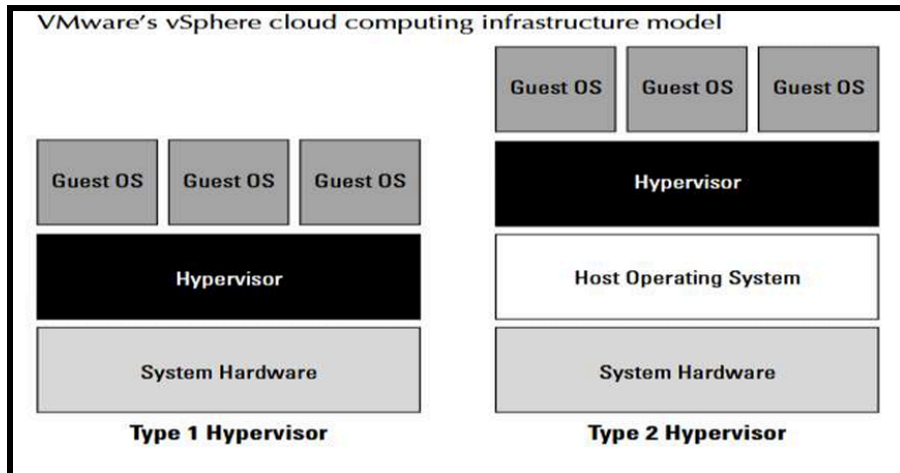 VMware's vSphere cloud computing infrastructure model
Guest OS Guest OS Guest OS
Hypervisor
System Hardware
Type 1 Hypervisor
Guest OS Guest OS Guest OS
Hypervisor
Host Operating System
System Hardware
Type 2 Hypervisor